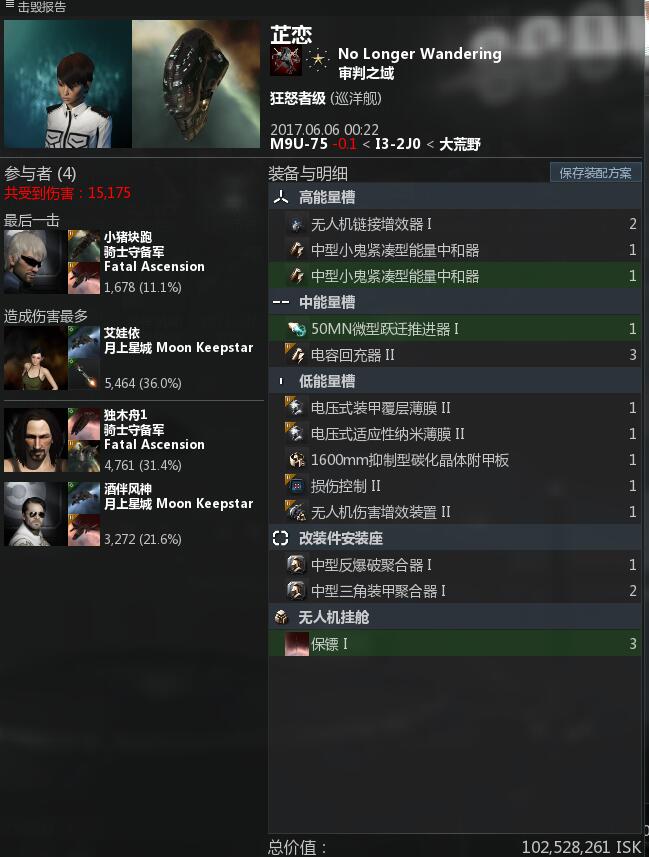 击毁报告
芷恋
No Longer Wandering
审判之域
狂怒者级 (巡洋舰)
2017.06.06 00:22
M9U-75 -0.1 < I3-2J0 < 大荒野
参与者 (4)
共受到伤害：15,175
最后一击
小猪块跑
骑士守备军
Fatal Ascension
1,678 (11.1%)
造成伤害最多
艾娃依
月上星城 Moon Keepstar
5,464 (36.0%)
独木舟1
骑士守备军
Fatal Ascension
4,761 (31.4%)
酒伴风神
月上星城 Moon Keepstar
3,272 (21.6%)
装备与明细
保存装配方案
高能量槽
无人机链接增效器 I 2
中型小鬼紧凑型能量中和器 1
中型小鬼紧凑型能量中和器 1
中能量槽
50MN微型跃迁推进器 I 1
电容回充器 II 3
低能量槽
电压式装甲覆层薄膜 II 1
电压式适应性纳米薄膜 II 1
1600mm抑制型碳化晶体附甲板 1
损伤控制 II 1
无人机伤害增效装置 II 1
改装件安装座
中型反爆破聚合器 I 1
中型三角装甲聚合器 I 2
无人机挂舱
保镖 I 3
总价值： 102,528,261 ISK